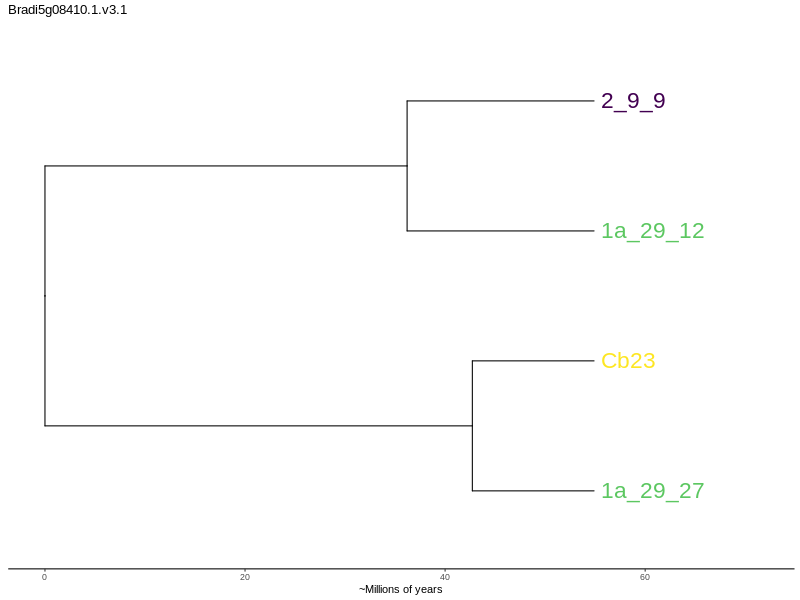 Bradi5g08410.1.v3.1
2_9_9
1a_29_12
Cb23
1a_29_27
0 20 40 60
~Millions of years